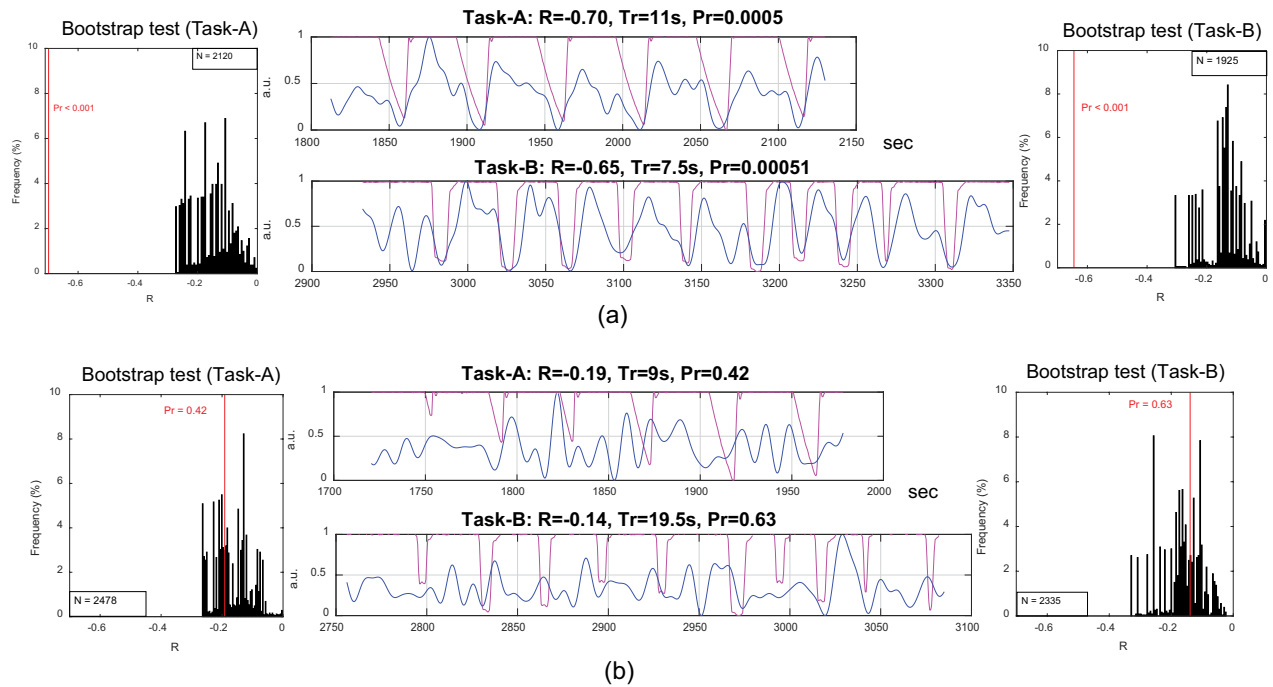 Bootstrap test (Task-A)
10
8
6
4
2
0
Frequency (%)
N = 2120
Pr < 0.001
-0.6
-0.4
-0.2
0
R
Task-A: R=-0.70, Tr=11s, Pr=0.0005
1
0.5
0
a.u.
1800
1850
1900
1950
2000
2050
2100
2150
sec
Task-B: R=-0.65, Tr=7.5s, Pr=0.00051
1
0.5
0
a.u.
2900
2950
3000
3050
3100
3150
3200
3250
3300
3350
Bootstrap test (Task-B)
10
8
6
4
2
0
Frequency (%)
N = 1925
Pr < 0.001
-0.6
-0.4
-0.2
0
R
(a)
Bootstrap test (Task-A)
10
8
6
4
2
0
Frequency (%)
Pr = 0.42
N = 2478
-0.6
-0.4
-0.2
0
R
Task-A: R=-0.19, Tr=9s, Pr=0.42
1
0.5
0
a.u.
1700
1750
1800
1850
1900
1950
2000
sec
Task-B: R=-0.14, Tr=19.5s, Pr=0.63
1
0.5
0
a.u.
2750
2800
2850
2900
2950
3000
3050
3100
Bootstrap test (Task-B)
10
8
6
4
2
0
Frequency (%)
Pr = 0.63
N = 2335
-0.6
-0.4
-0.2
0
R
(b)